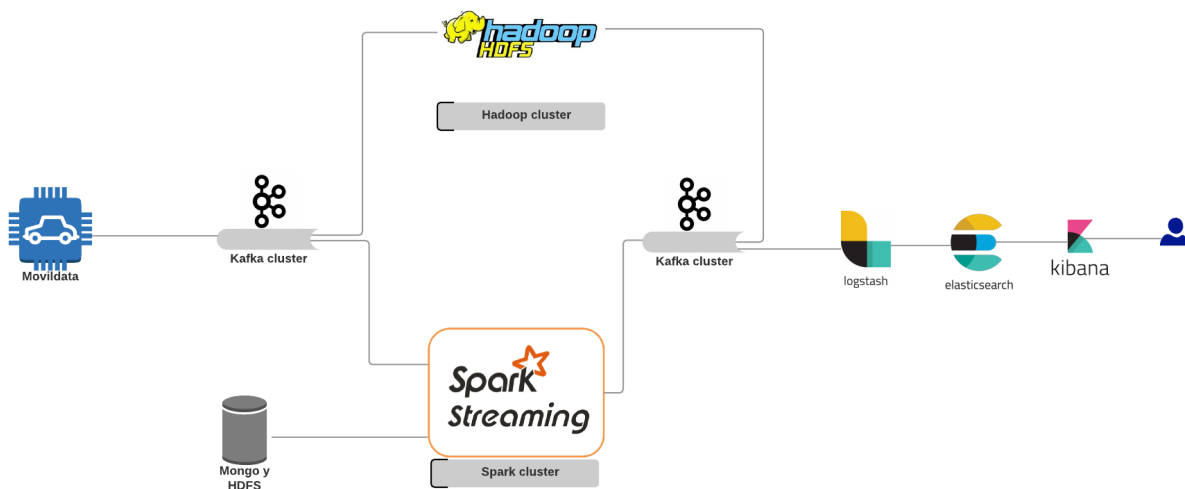 hadoop
HDFS
Hadoop cluster
Movildata
Kafka cluster
Kafka cluster
logstash
elasticsearch
kibana
Spark
Streaming
Spark cluster
Mongo y
HDFS